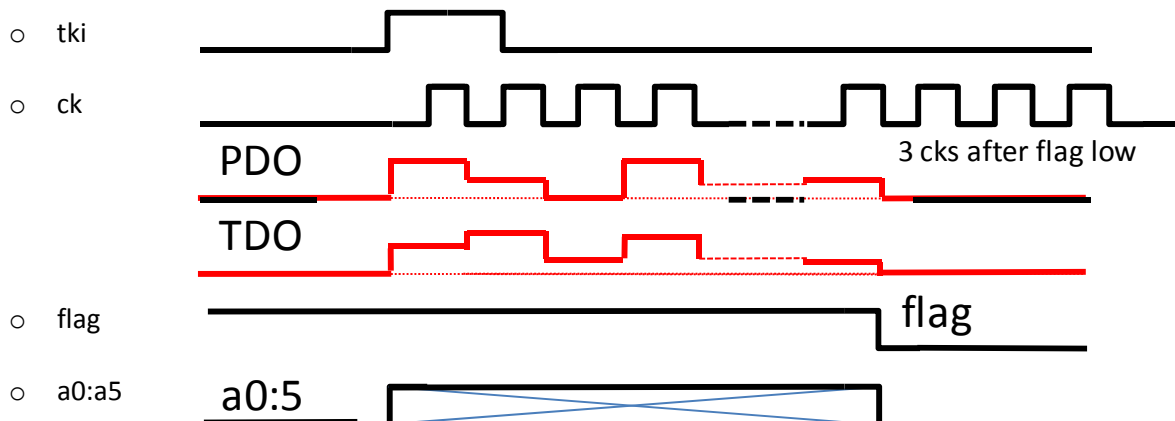 ○ tki
○ ck
3 cks after flag low
PDO
TDO
○ flag
flag
○ a0:a5
a0:5